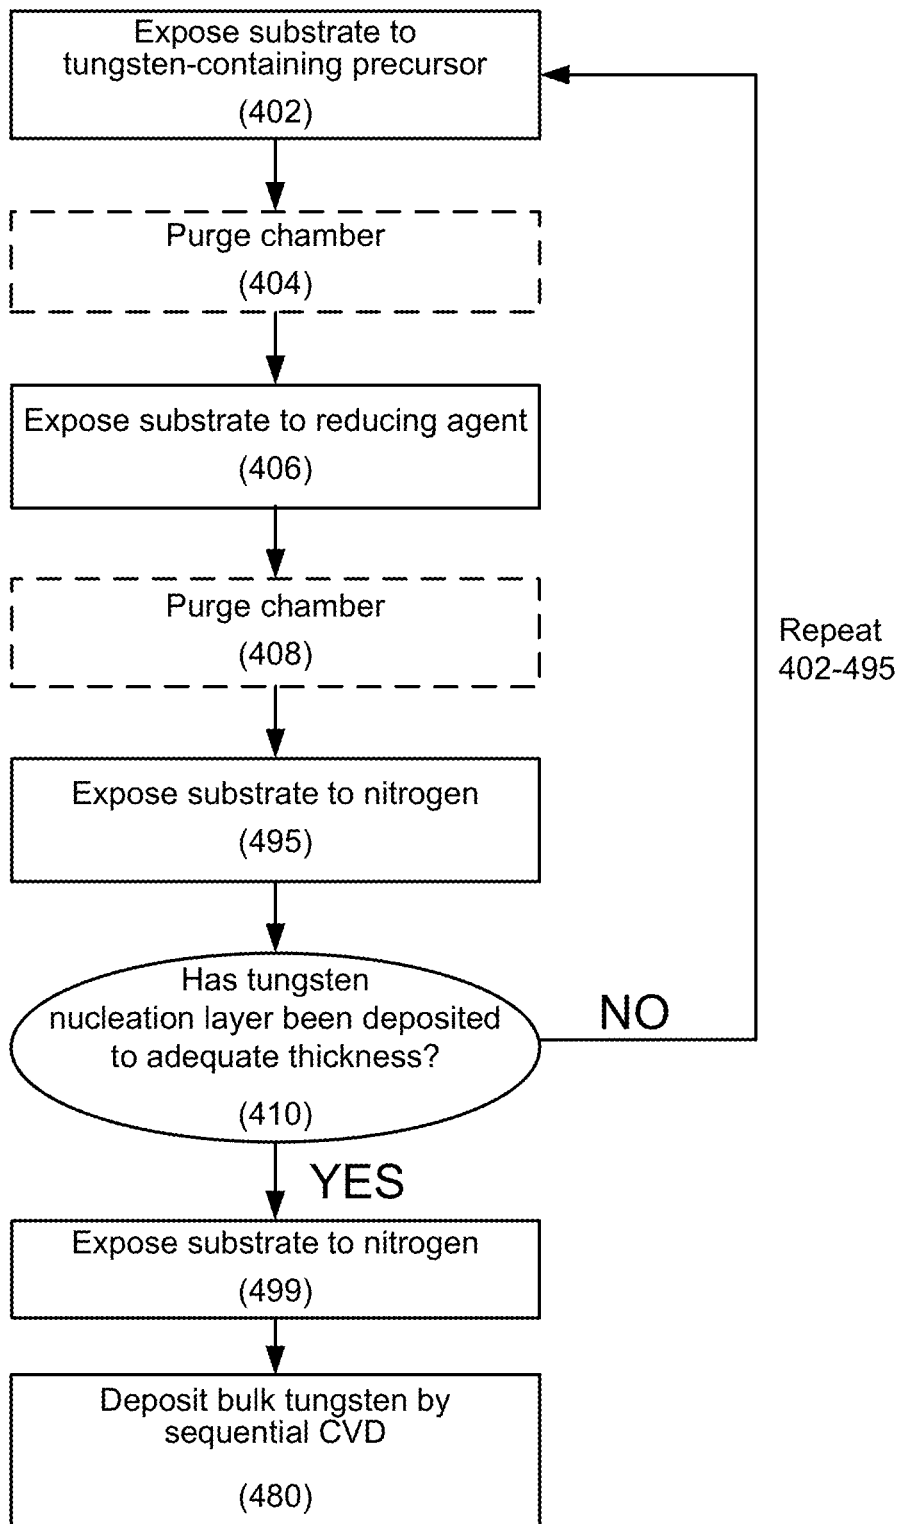 Expose substrate to
tungsten-containing precursor
(402)
Purge chamber
(404)
Expose substrate to reducing agent
(406)
Purge chamber
(408)
Repeat
402-495
Expose substrate to nitrogen
(495)
Has tungsten
nucleation layer been deposited
to adequate thickness?
(410)
NO
YES
Expose substrate to nitrogen
(499)
Deposit bulk tungsten by
sequential CVD
(480)